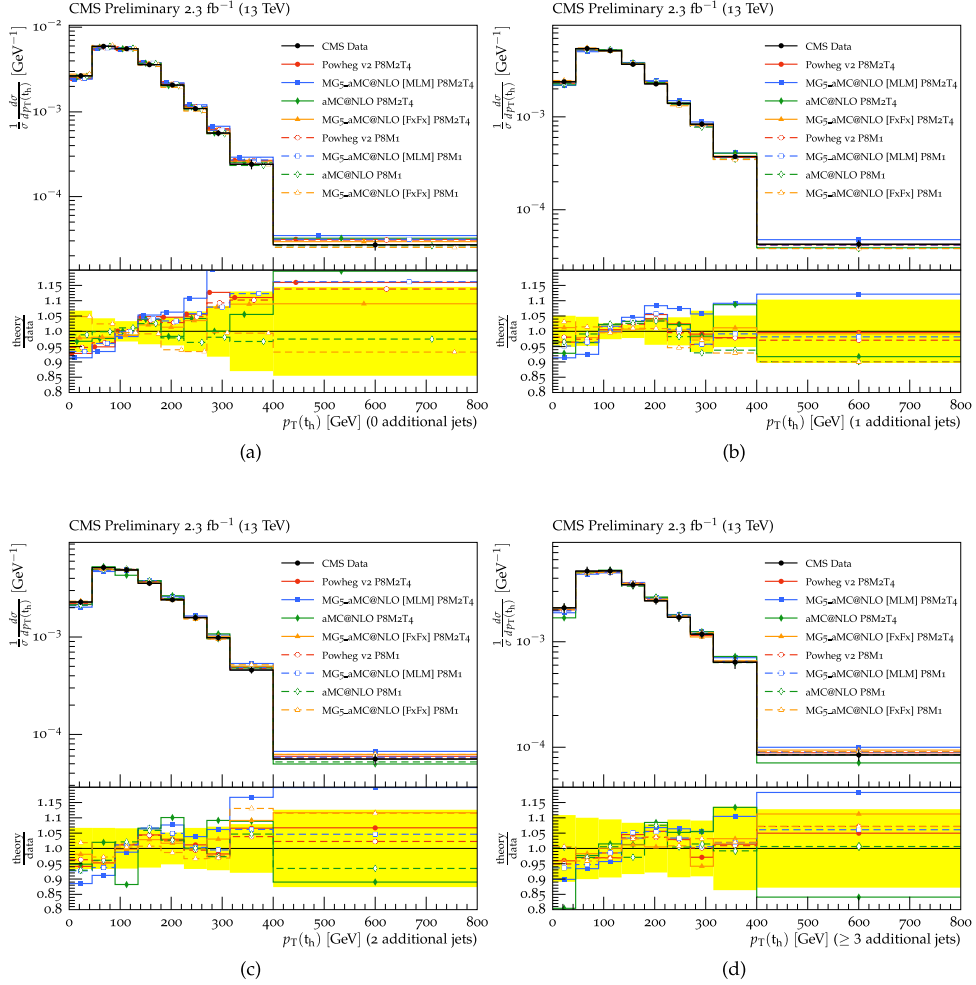 CMS Preliminary 2.3 fb⁻¹ (13 TeV)
1/σ dσ/dp_T(t_h) [GeV⁻¹]
10⁻²
10⁻³
10⁻⁴
CMS Data
Powheg v2 P8M2T4
MG5_aMC@NLO [MLM] P8M2T4
aMC@NLO P8M2T4
MG5_aMC@NLO [FxFx] P8M2T4
Powheg v2 P8M1
MG5_aMC@NLO [MLM] P8M1
aMC@NLO P8M1
MG5_aMC@NLO [FxFx] P8M1
theory/data
1.15
1.1
1.05
1.0
0.95
0.9
0.85
0.8
0 100 200 300 400 500 600 700 800
p_T(t_h) [GeV] (0 additional jets)
(a)
CMS Preliminary 2.3 fb⁻¹ (13 TeV)
1/σ dσ/dp_T(t_h) [GeV⁻¹]
10⁻³
10⁻⁴
CMS Data
Powheg v2 P8M2T4
MG5_aMC@NLO [MLM] P8M2T4
aMC@NLO P8M2T4
MG5_aMC@NLO [FxFx] P8M2T4
Powheg v2 P8M1
MG5_aMC@NLO [MLM] P8M1
aMC@NLO P8M1
MG5_aMC@NLO [FxFx] P8M1
theory/data
1.15
1.1
1.05
1.0
0.95
0.9
0.85
0.8
0 100 200 300 400 500 600 700 800
p_T(t_h) [GeV] (1 additional jets)
(b)
CMS Preliminary 2.3 fb⁻¹ (13 TeV)
1/σ dσ/dp_T(t_h) [GeV⁻¹]
10⁻³
10⁻⁴
CMS Data
Powheg v2 P8M2T4
MG5_aMC@NLO [MLM] P8M2T4
aMC@NLO P8M2T4
MG5_aMC@NLO [FxFx] P8M2T4
Powheg v2 P8M1
MG5_aMC@NLO [MLM] P8M1
aMC@NLO P8M1
MG5_aMC@NLO [FxFx] P8M1
theory/data
1.15
1.1
1.05
1.0
0.95
0.9
0.85
0.8
0 100 200 300 400 500 600 700 800
p_T(t_h) [GeV] (2 additional jets)
(c)
CMS Preliminary 2.3 fb⁻¹ (13 TeV)
1/σ dσ/dp_T(t_h) [GeV⁻¹]
10⁻³
10⁻⁴
CMS Data
Powheg v2 P8M2T4
MG5_aMC@NLO [MLM] P8M2T4
aMC@NLO P8M2T4
MG5_aMC@NLO [FxFx] P8M2T4
Powheg v2 P8M1
MG5_aMC@NLO [MLM] P8M1
aMC@NLO P8M1
MG5_aMC@NLO [FxFx] P8M1
theory/data
1.15
1.1
1.05
1.0
0.95
0.9
0.85
0.8
0 100 200 300 400 500 600 700 800
p_T(t_h) [GeV] (≥ 3 additional jets)
(d)